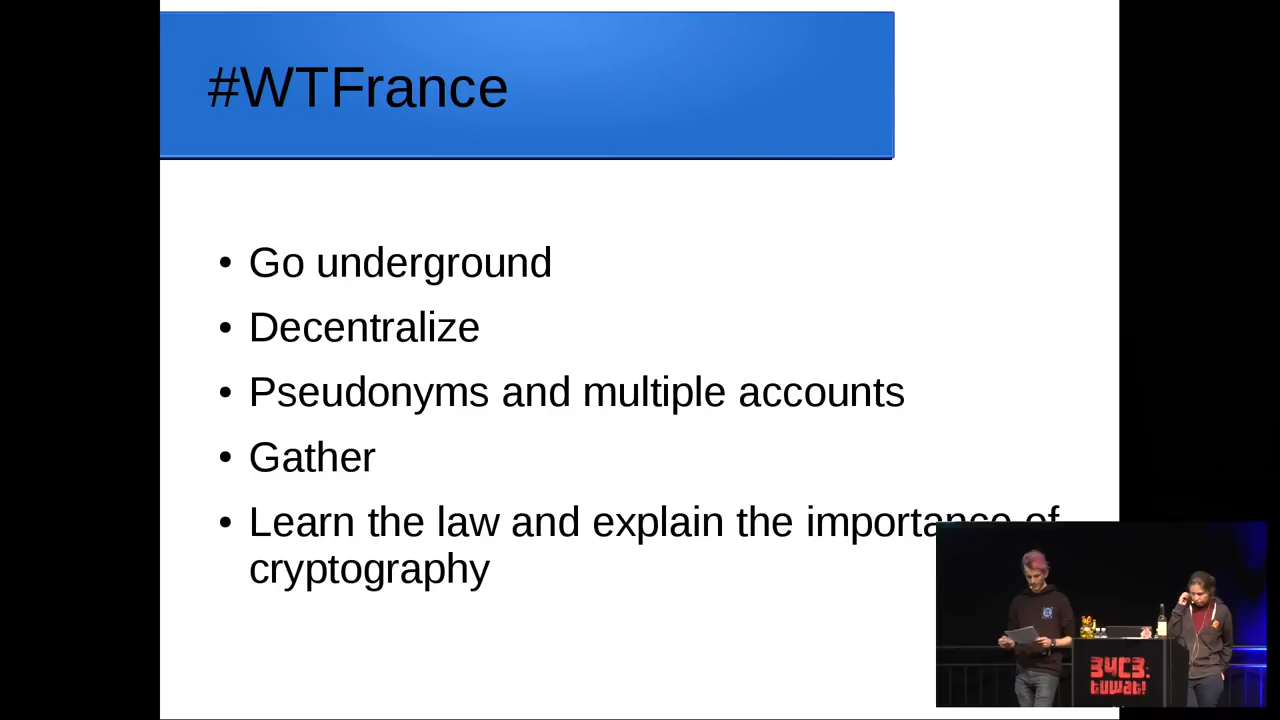 #WTFrance
• Go underground
• Decentralize
• Pseudonyms and multiple accounts
• Gather
• Learn the law and explain the importance of
cryptography
34C3.
tuwat!